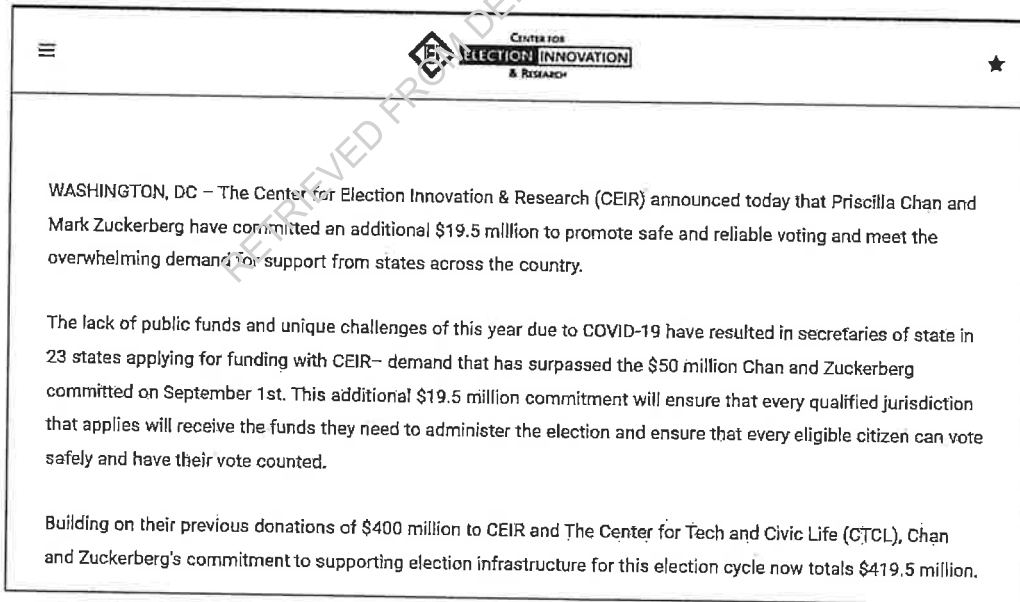 CENTER FOR
ELECTION INNOVATION
& RESEARCH
WASHINGTON, DC – The Center for Election Innovation & Research (CEIR) announced today that Priscilla Chan and
Mark Zuckerberg have committed an additional $19.5 million to promote safe and reliable voting and meet the
overwhelming demand for support from states across the country.
The lack of public funds and unique challenges of this year due to COVID-19 have resulted in secretaries of state in
23 states applying for funding with CEIR– demand that has surpassed the $50 million Chan and Zuckerberg
committed on September 1st. This additional $19.5 million commitment will ensure that every qualified jurisdiction
that applies will receive the funds they need to administer the election and ensure that every eligible citizen can vote
safely and have their vote counted.
Building on their previous donations of $400 million to CEIR and The Center for Tech and Civic Life (CTCL), Chan
and Zuckerberg's commitment to supporting election infrastructure for this election cycle now totals $419.5 million.
RETRIEVED FROM